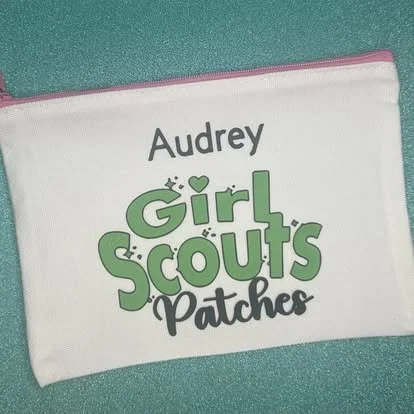 Audrey
Girl
Scouts
Patches